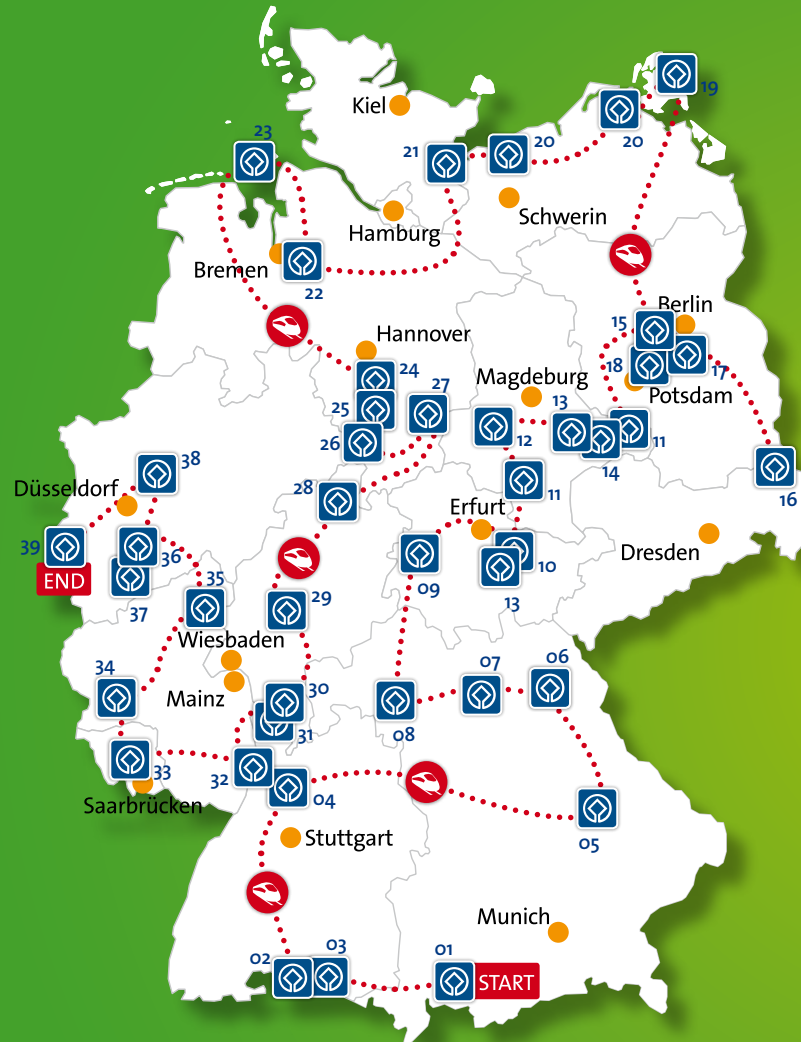 19
Kiel
23
21
20
20
Schwerin
Hamburg
Bremen
22
Berlin
15
Hannover
24
18
17
27
Magdeburg
Potsdam
25
13
26
12
11
14
38
16
Düsseldorf
28
11
Erfurt
39
36
Dresden
END
10
09
35
29
37
13
Wiesbaden
34
07
06
30
Mainz
08
31
33
32
04
Saarbrücken
05
Stuttgart
Munich
02
03
01
START